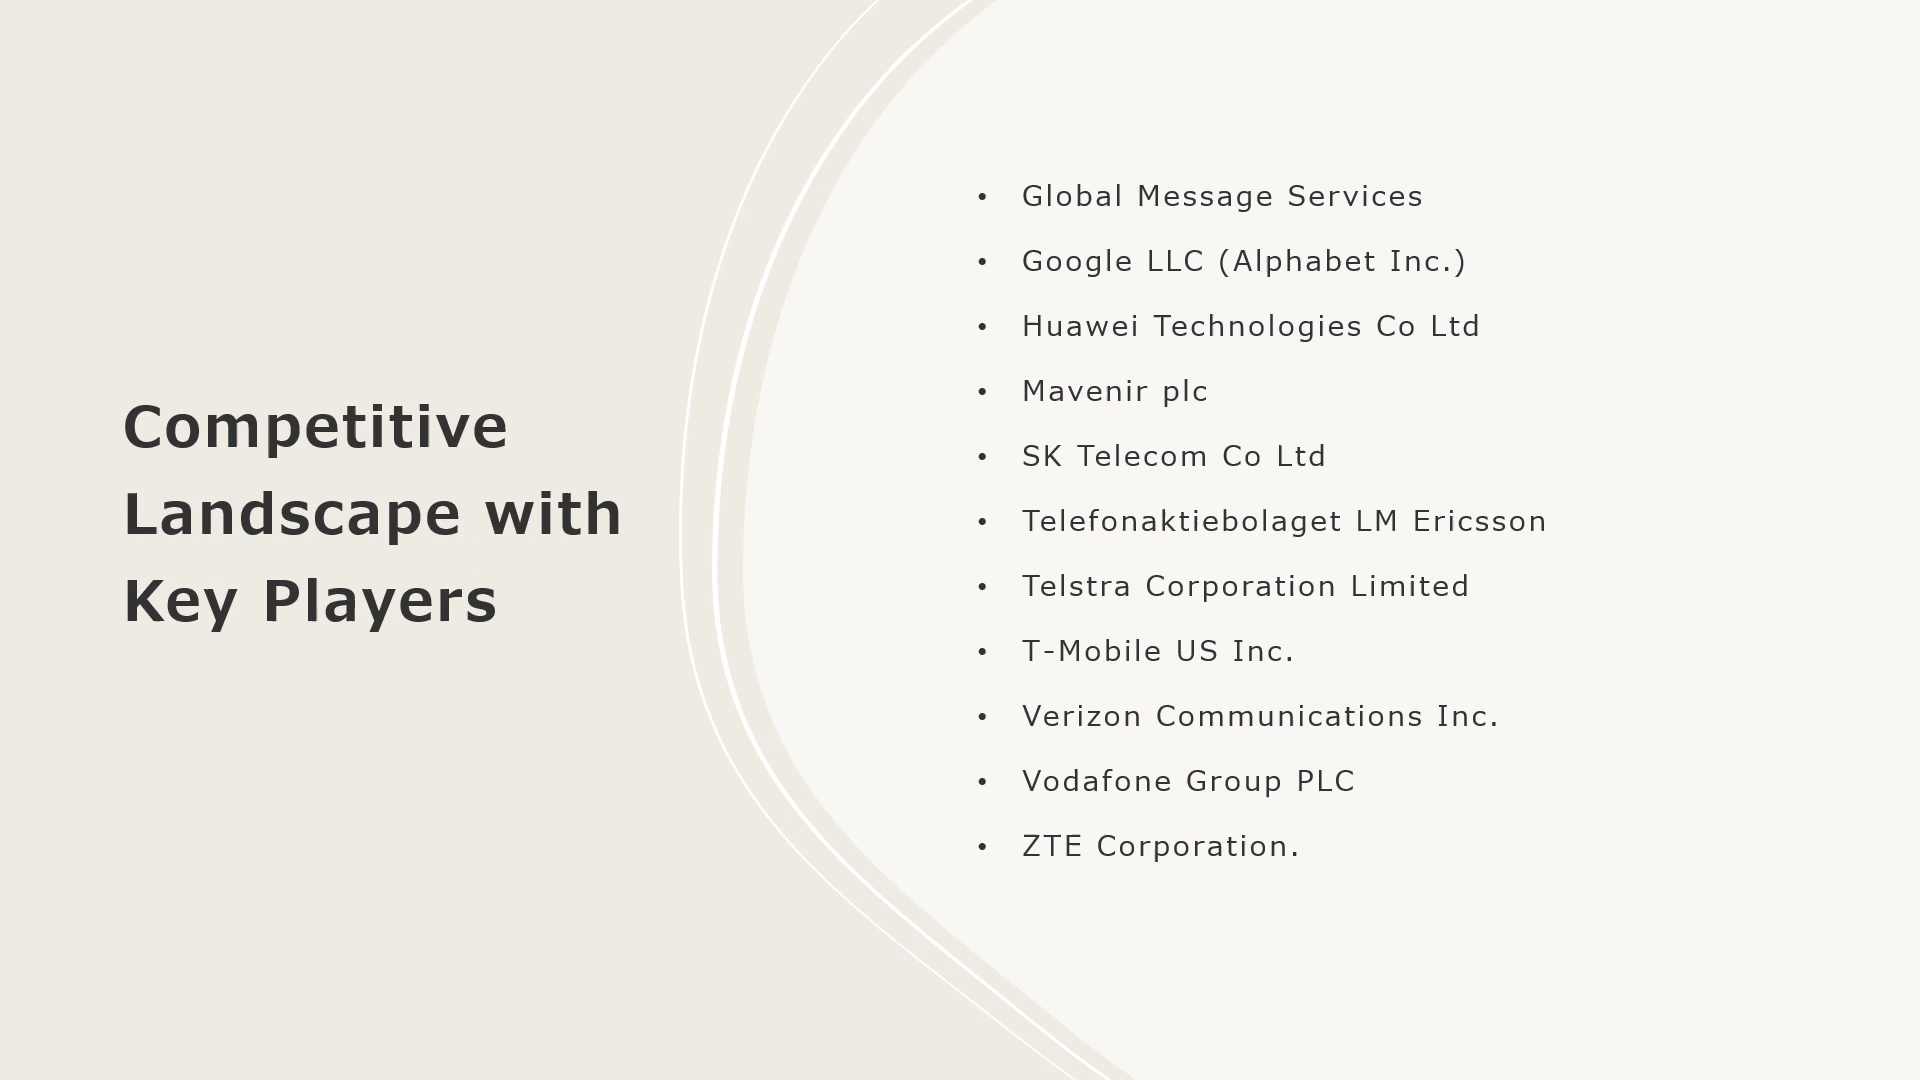 Competitive
Landscape with
Key Players
• Global Message Services
• Google LLC (Alphabet Inc.)
• Huawei Technologies Co Ltd
• Mavenir plc
• SK Telecom Co Ltd
• Telefonaktiebolaget LM Ericsson
• Telstra Corporation Limited
• T-Mobile US Inc.
• Verizon Communications Inc.
• Vodafone Group PLC
• ZTE Corporation.